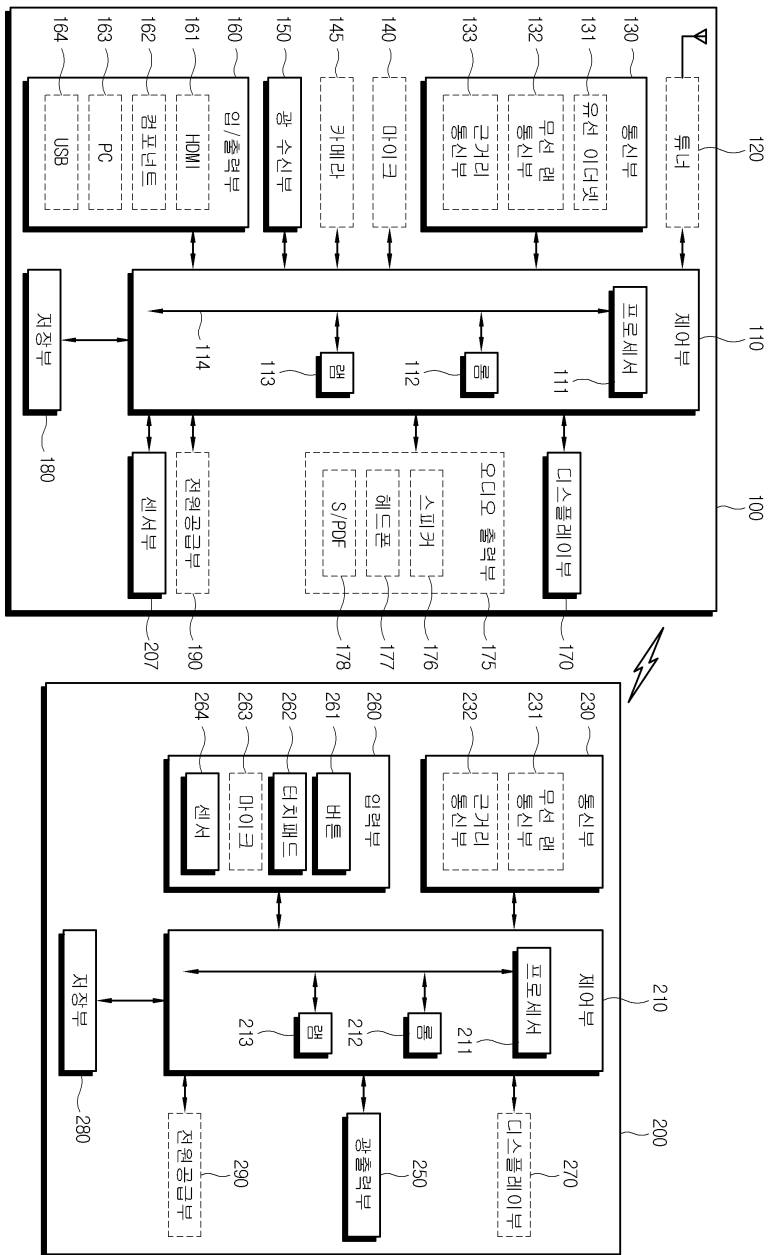 100
120
튜너
130
통신부
131
유선 이더넷
132
무선 랜
통신부
133
근거리
통신부
140
마이크
145
카메라
150
광 수신부
160
입/출력부
161
HDMI
162
컴포넌트
163
PC
164
USB
110
제어부
111
프로세서
112
롬
113
램
114
180
저장부
170
디스플레이부
175
오디오 출력부
176
스피커
177
헤드폰
178
S/PDF
190
전원공급부
207
센서부
200
230
통신부
231
무선 랜
통신부
232
근거리
통신부
260
입력부
261
버튼
262
터치패드
263
마이크
264
센서
210
제어부
211
프로세서
212
롬
213
램
280
저장부
270
디스플레이부
250
광출력부
290
전원공급부